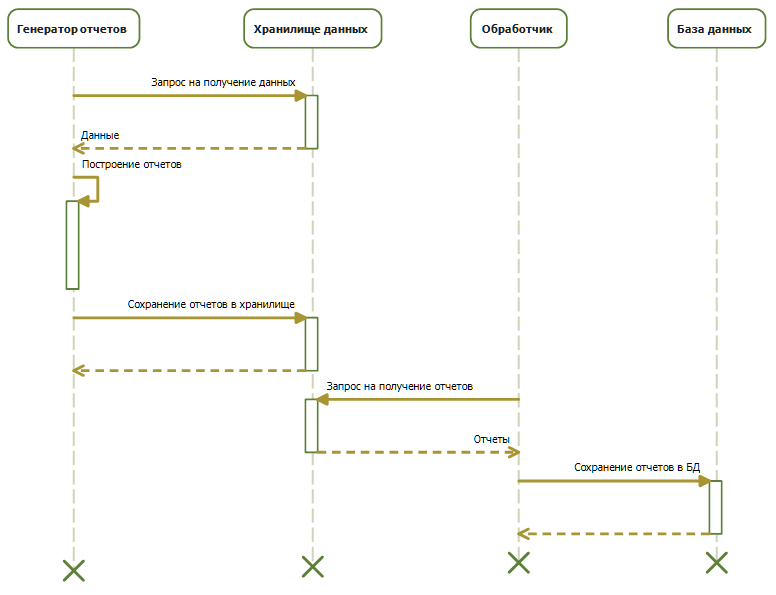 Генератор отчетов
Хранилище данных
Обработчик
База данных
Запрос на получение данных
Данные
Построение отчетов
Сохранение отчетов в хранилище
Запрос на получение отчетов
Отчеты
Сохранение отчетов в БД